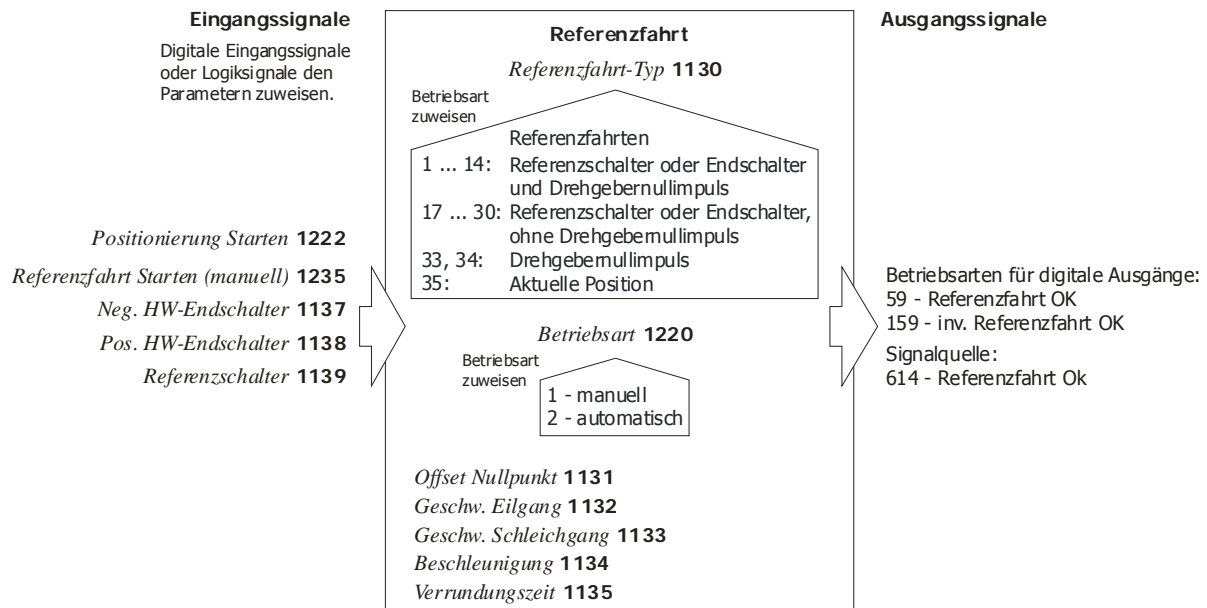 Eingangssignale
Digitale Eingangssignale
oder Logiksignale den
Parametern zuweisen.
Positionierung Starten 1222
Referenzfahrt Starten (manuell) 1235
Neg. HW-Endschalter 1137
Pos. HW-Endschalter 1138
Referenzschalter 1139
Referenzfahrt
Referenzfahrt-Typ 1130
Betriebsart
zuweisen
Referenzfahrten
1 ... 14: Referenzschalter oder Endschalter
und Drehgebernullimpuls
17 ... 30: Referenzschalter oder Endschalter,
ohne Drehgebernullimpuls
33, 34: Drehgebernullimpuls
35: Aktuelle Position
Betriebsart 1220
Betriebsart
zuweisen
1 - manuell
2 - automatisch
Offset Nullpunkt 1131
Geschw. Eilgang 1132
Geschw. Schleichgang 1133
Beschleunigung 1134
Verrundungszeit 1135
Ausgangssignale
Betriebsarten für digitale Ausgänge:
59 - Referenzfahrt OK
159 - inv. Referenzfahrt OK
Signalquelle:
614 - Referenzfahrt Ok